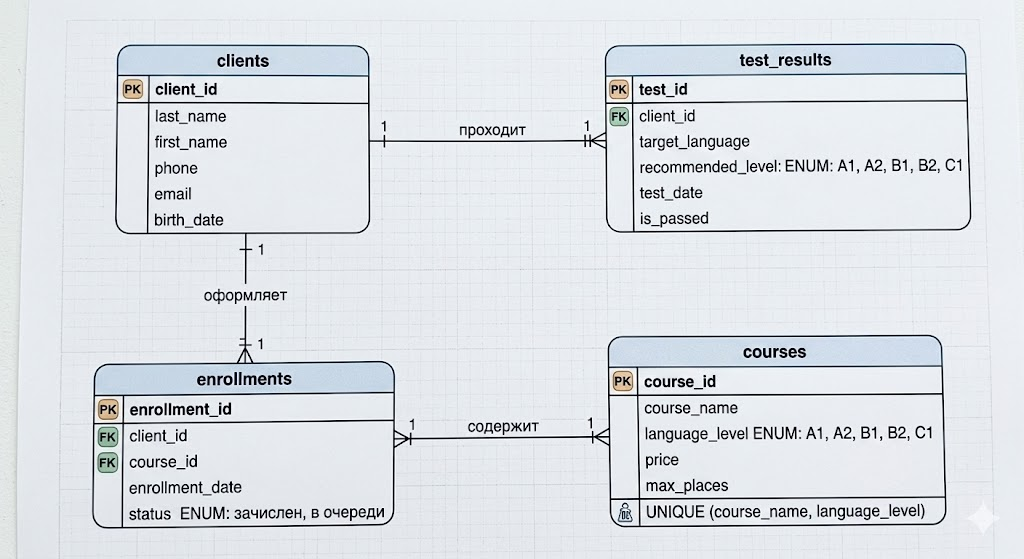 clients
PK client_id
last_name
first_name
phone
email
birth_date
1 проходит 1
test_results
PK test_id
FK client_id
target_language
recommended_level: ENUM: A1, A2, B1, B2, C1
test_date
is_passed
1
оформляет
1
enrollments
PK enrollment_id
FK client_id
FK course_id
enrollment_date
status ENUM: зачислен, в очереди
1 содержит 1
courses
PK course_id
course_name
language_level ENUM: A1, A2, B1, B2, C1
price
max_places
UNIQUE (course_name, language_level)